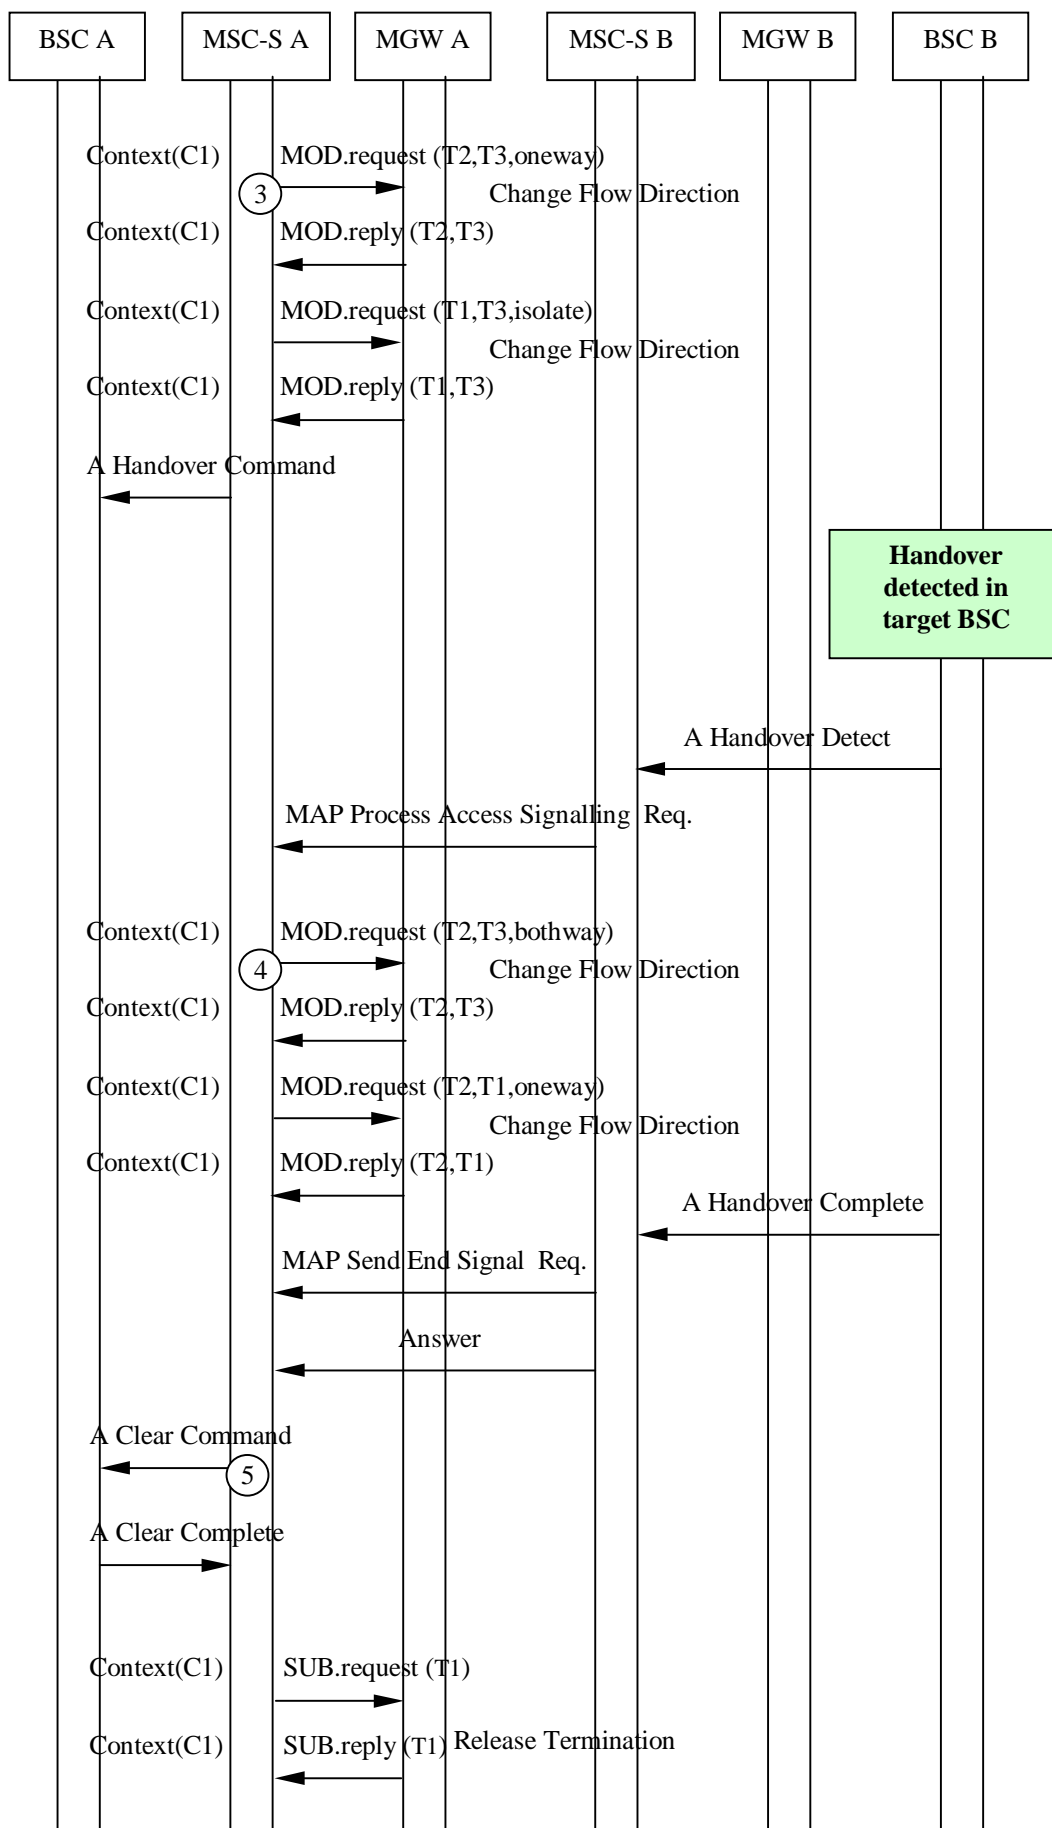 BSC A
MSC-S A
MGW A
MSC-S B
MGW B
BSC B
Context(C1)
MOD.request (T2,T3,oneway)
3
Change Flow Direction
Context(C1)
MOD.reply (T2,T3)
Context(C1)
MOD.request (T1,T3,isolate)
Change Flow Direction
Context(C1)
MOD.reply (T1,T3)
A Handover Command
Handover
detected in
target BSC
A Handover Detect
MAP Process Access Signalling Req.
Context(C1)
MOD.request (T2,T3,bothway)
4
Change Flow Direction
Context(C1)
MOD.reply (T2,T3)
Context(C1)
MOD.request (T2,T1,oneway)
Change Flow Direction
Context(C1)
MOD.reply (T2,T1)
A Handover Complete
MAP Send End Signal Req.
Answer
A Clear Command
5
A Clear Complete
Context(C1)
SUB.request (T1)
Context(C1)
SUB.reply (T1)
Release Termination